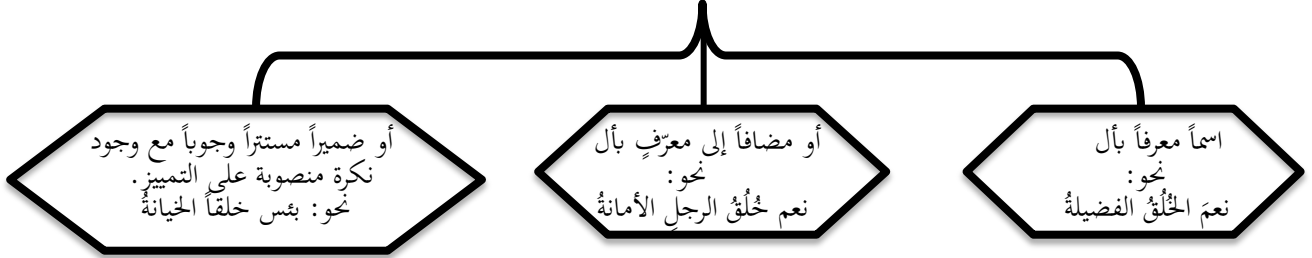 اسماً معرفاً بأل
نحو:
نعمَ الخُلُقُ الفضيلةُ
أو مضافاً إلى معرّفٍ بأل
نحو:
نعم خُلُقُ الرجلِ الأمانةُ
أو ضميراً مستتراً وجوباً مع وجود
نكرة منصوبة على التمييز.
نحو: بئس خلقاً الخيانةُ